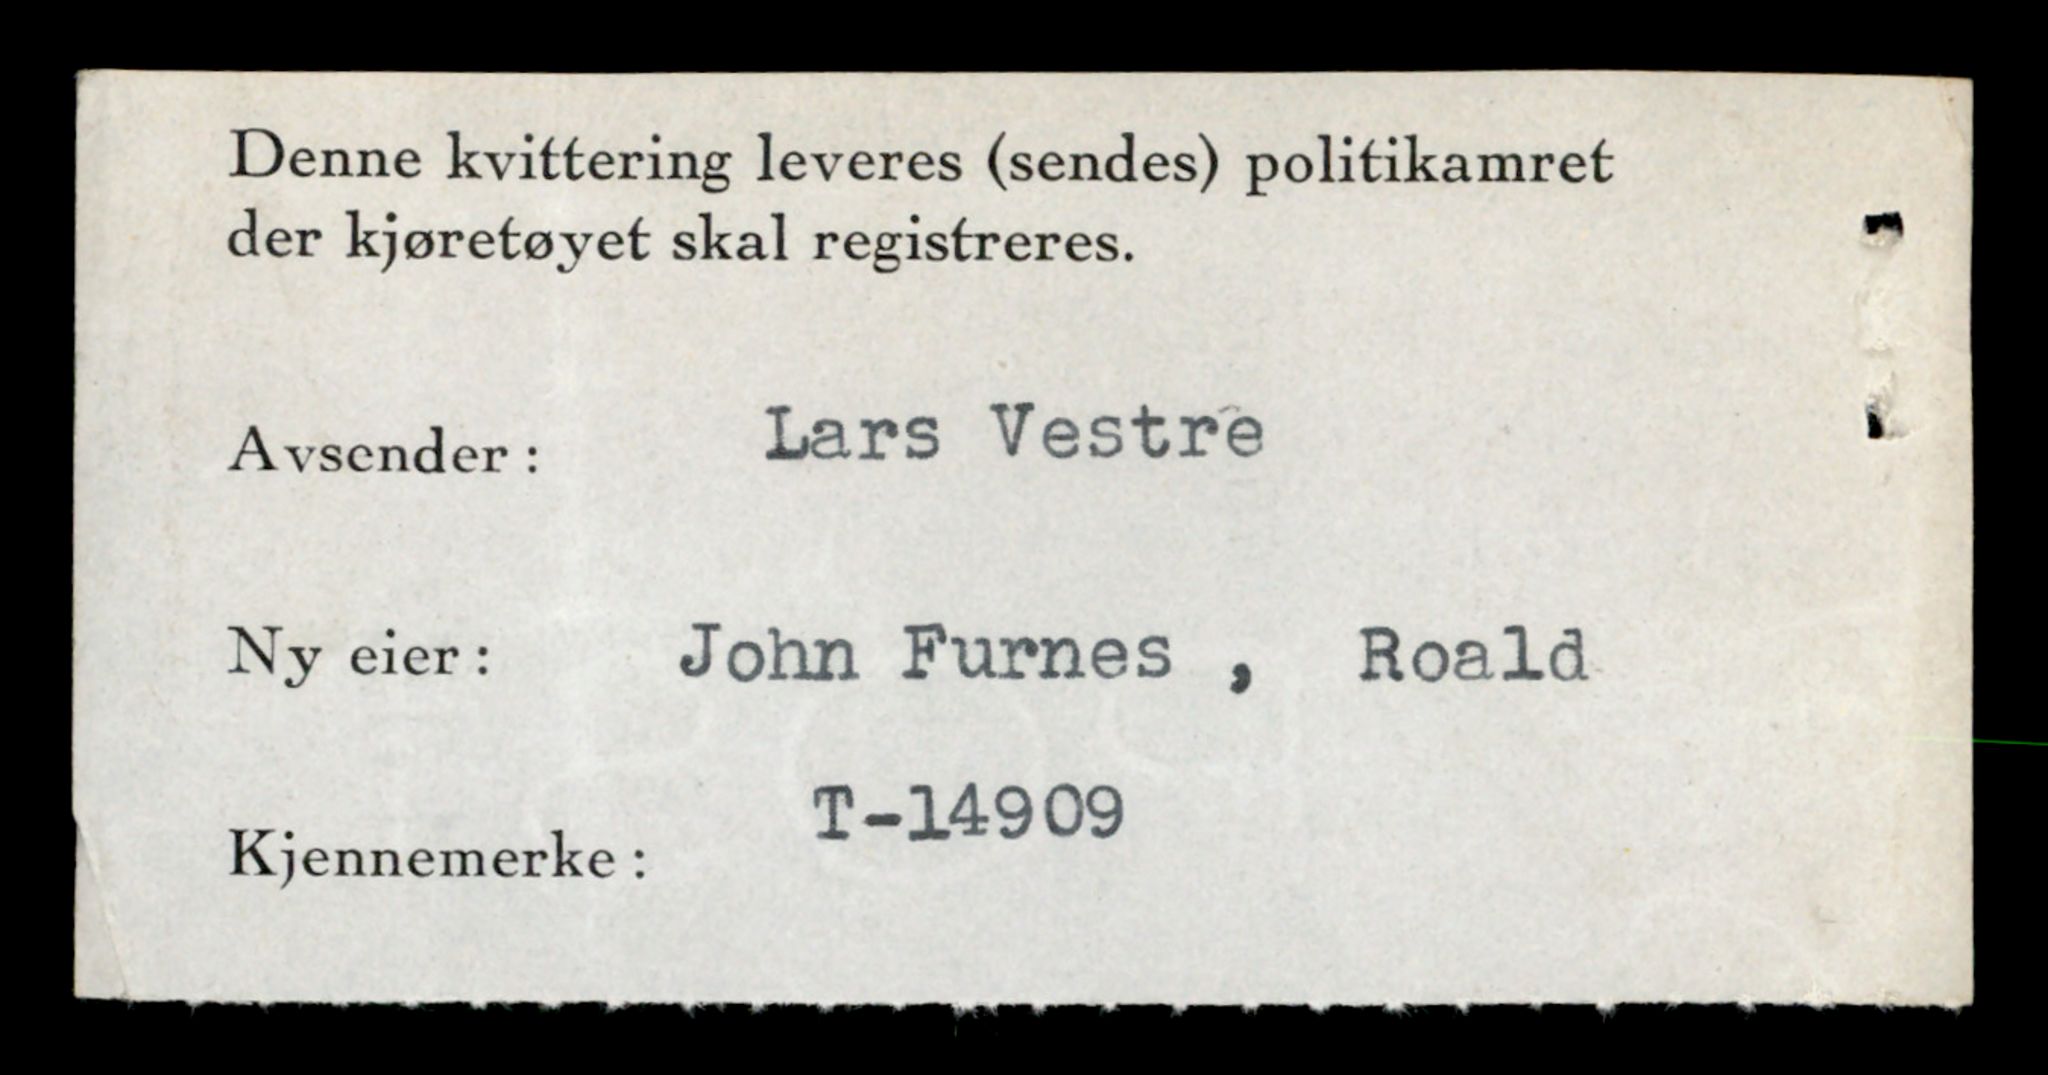 Denne kvittering leveres (sendes) politikamret
der kjøretøyet skal registreres.
Avsender: Lars Vestre
Ny eier: John Furnes , Roald
Kjennemerke: T-14909